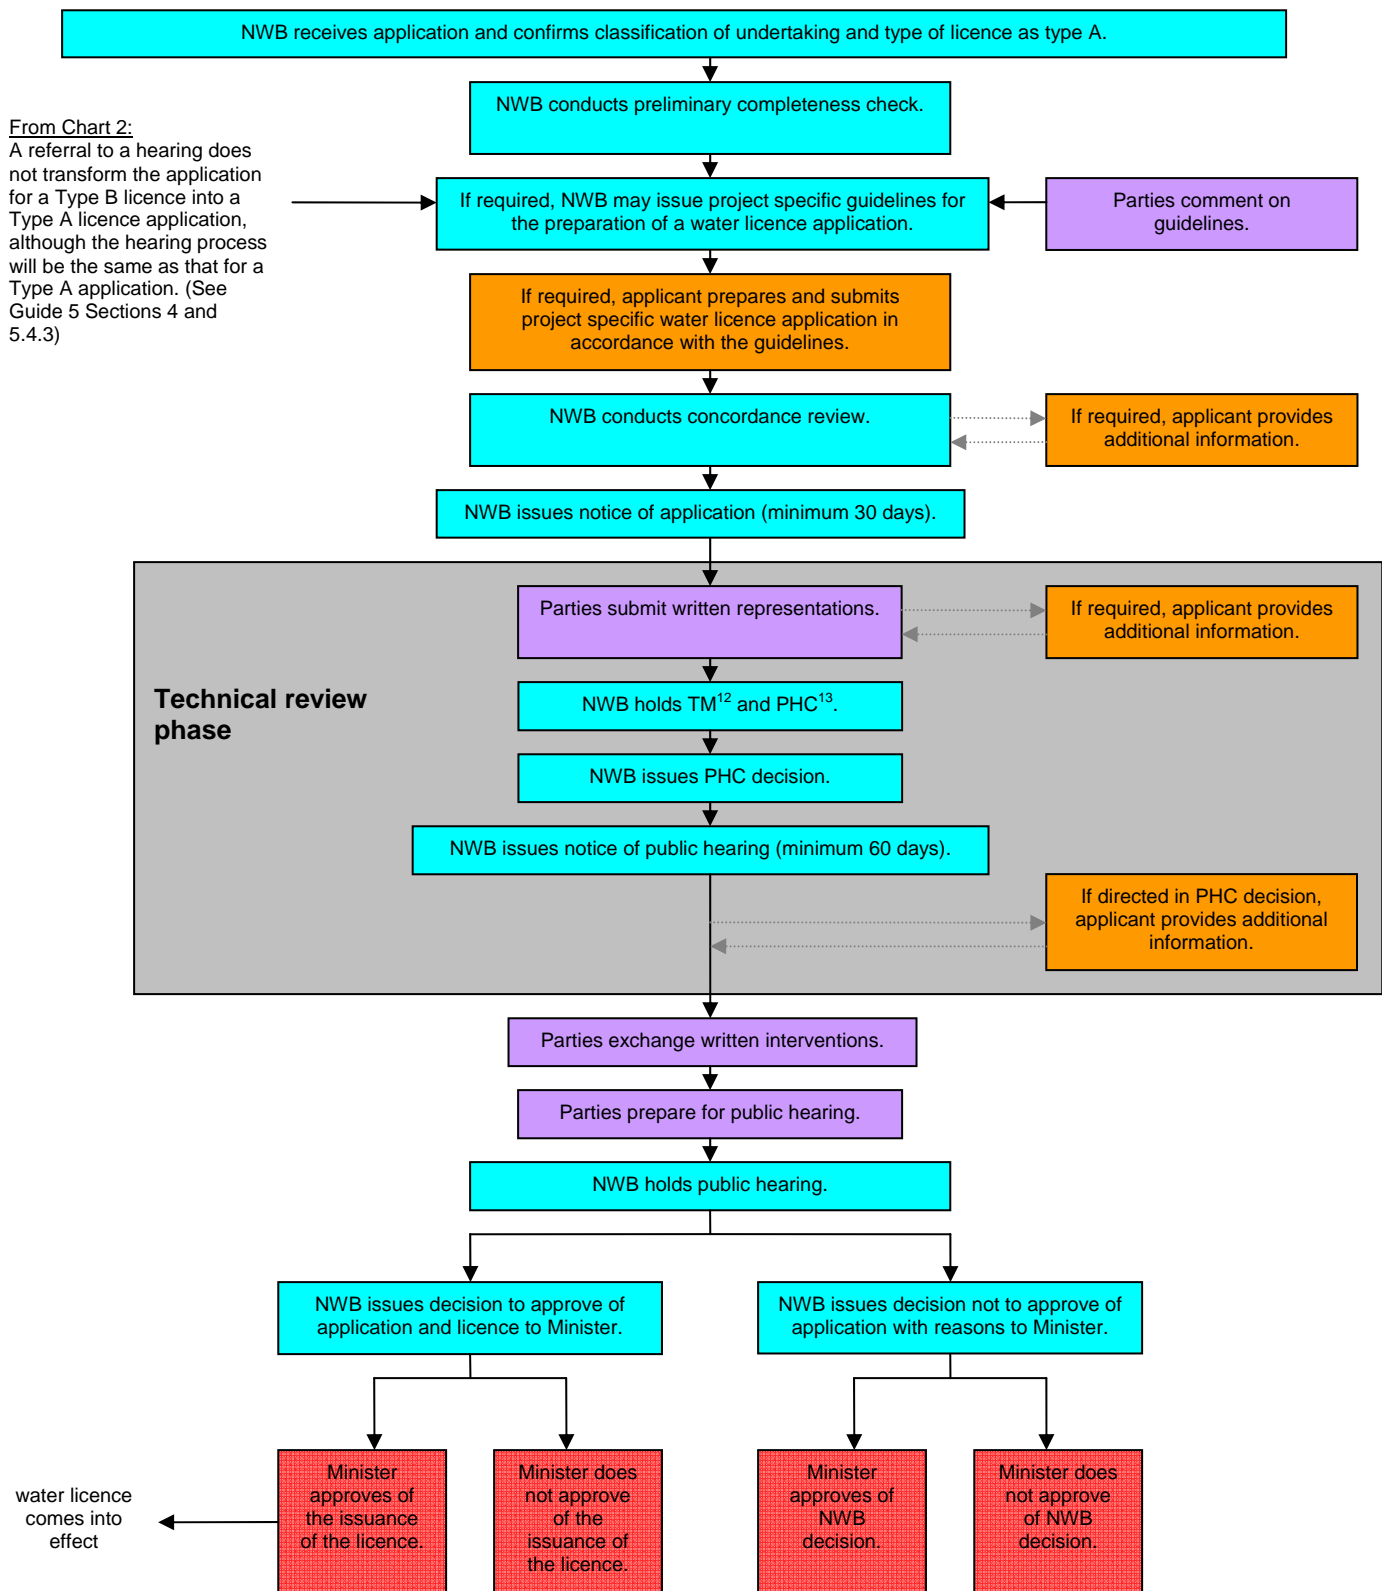 NWB receives application and confirms classification of undertaking and type of licence as type A.
NWB conducts preliminary completeness check.
From Chart 2:
A referral to a hearing does
not transform the application
for a Type B licence into a
Type A licence application,
although the hearing process
will be the same as that for a
Type A application. (See
Guide 5 Sections 4 and
5.4.3)
If required, NWB may issue project specific guidelines for
the preparation of a water licence application.
Parties comment on
guidelines.
If required, applicant prepares and submits
project specific water licence application in
accordance with the guidelines.
NWB conducts concordance review.
If required, applicant provides
additional information.
NWB issues notice of application (minimum 30 days).
Technical review
phase
Parties submit written representations.
If required, applicant provides
additional information.
NWB holds TM12 and PHC13.
NWB issues PHC decision.
NWB issues notice of public hearing (minimum 60 days).
If directed in PHC decision,
applicant provides additional
information.
Parties exchange written interventions.
Parties prepare for public hearing.
NWB holds public hearing.
NWB issues decision to approve of
application and licence to Minister.
NWB issues decision not to approve of
application with reasons to Minister.
Minister
approves of
the issuance
of the licence.
Minister does
not approve
of the
issuance of
the licence.
Minister
approves of
NWB
decision.
Minister does
not approve
of NWB
decision.
water licence
comes into
effect